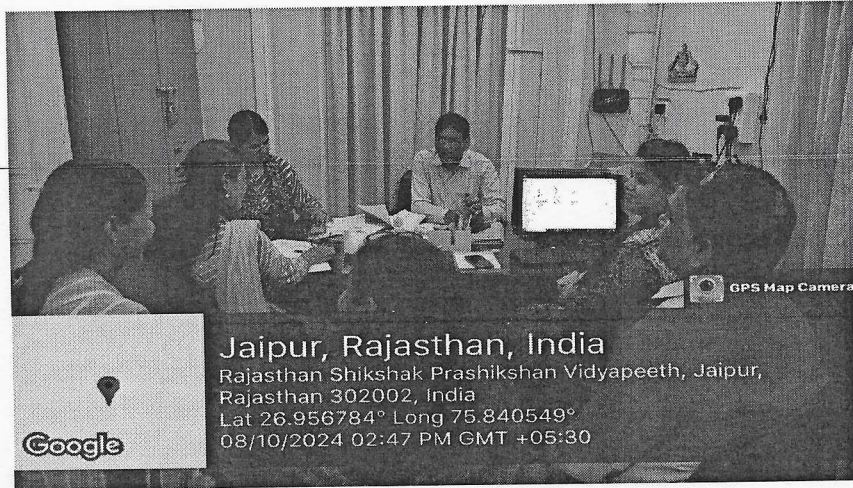 GPS Map Camera
Jaipur, Rajasthan, India
Rajasthan Shikshak Prashikshan Vidyapeeth, Jaipur,
Rajasthan 302002, India
Lat 26.956784° Long 75.840549°
08/10/2024 02:47 PM GMT +05:30
Google